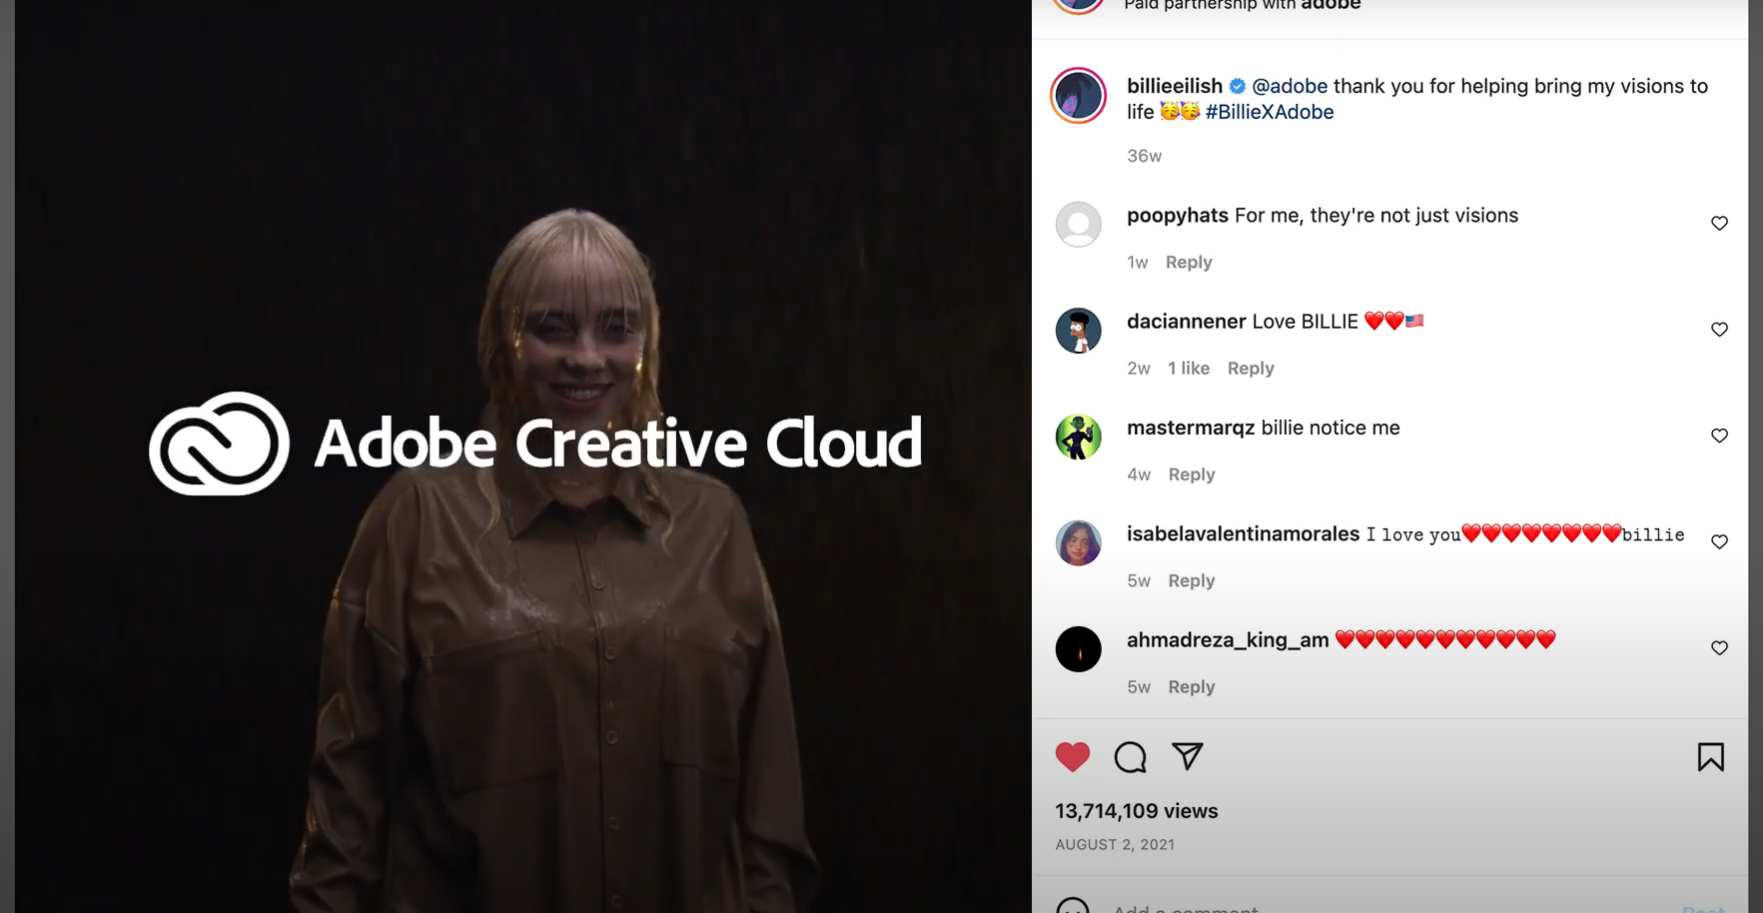 Paid partnership with adobe
billieeilish @adobe thank you for helping bring my visions to
life 🥳🥳 #BillieXAdobe
36w
poopyhats For me, they're not just visions
1w Reply
daciannener Love BILLIE ❤️❤️🇺🇸
2w 1 like Reply
mastermarqz billie notice me
4w Reply
isabelavalentinamorales I love you❤️❤️❤️❤️❤️❤️❤️❤️billie
5w Reply
ahmadreza_king_am ❤️❤️❤️❤️❤️❤️❤️❤️❤️❤️❤️
5w Reply
13,714,109 views
AUGUST 2, 2021
Add a comment...
Post
Adobe Creative Cloud